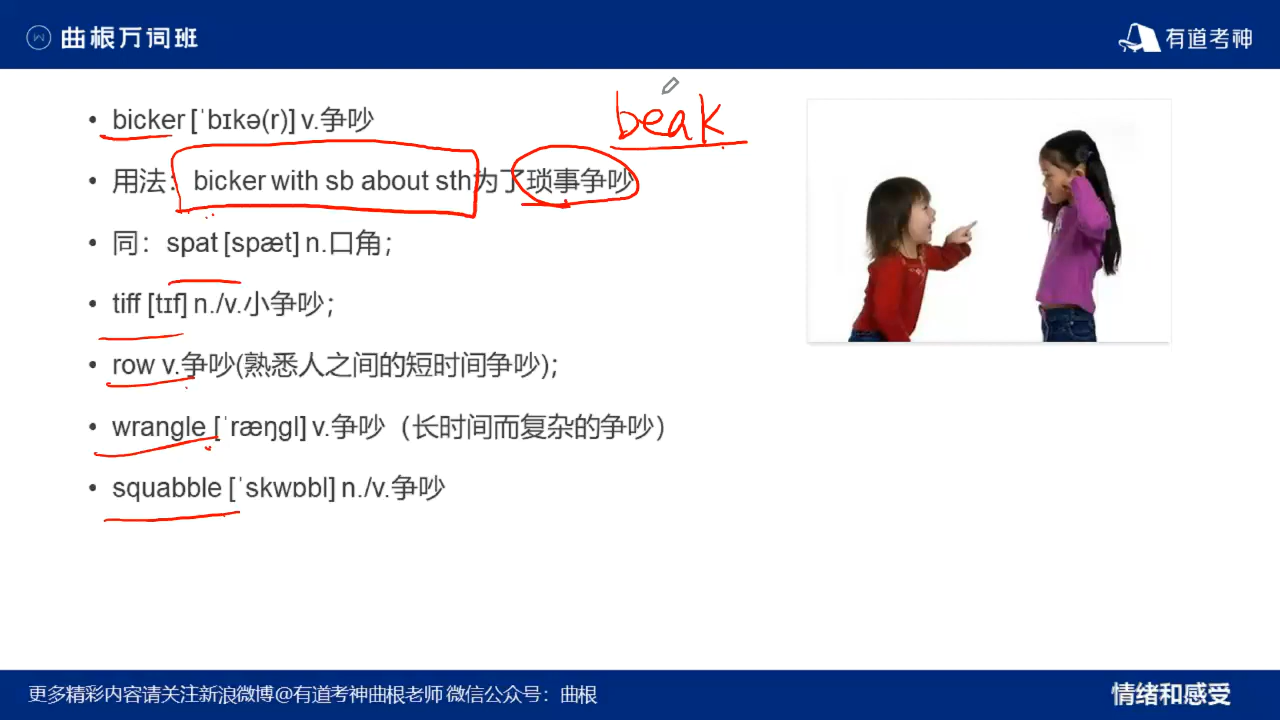 曲根万词班
有道考神
beak
• bicker [ˈbɪkə(r)] v.争吵
• 用法: bicker with sb about sth为了琐事争吵
• 同: spat [spæt] n.口角;
• tiff [tɪf] n./v.小争吵;
• row v.争吵(熟悉人之间的短时间争吵);
• wrangle [ˈræŋgl] v.争吵（长时间而复杂的争吵）
• squabble [ˈskwɒbl] n./v.争吵
更多精彩内容请关注新浪微博@有道考神曲根老师 微信公众号：曲根
情绪和感受